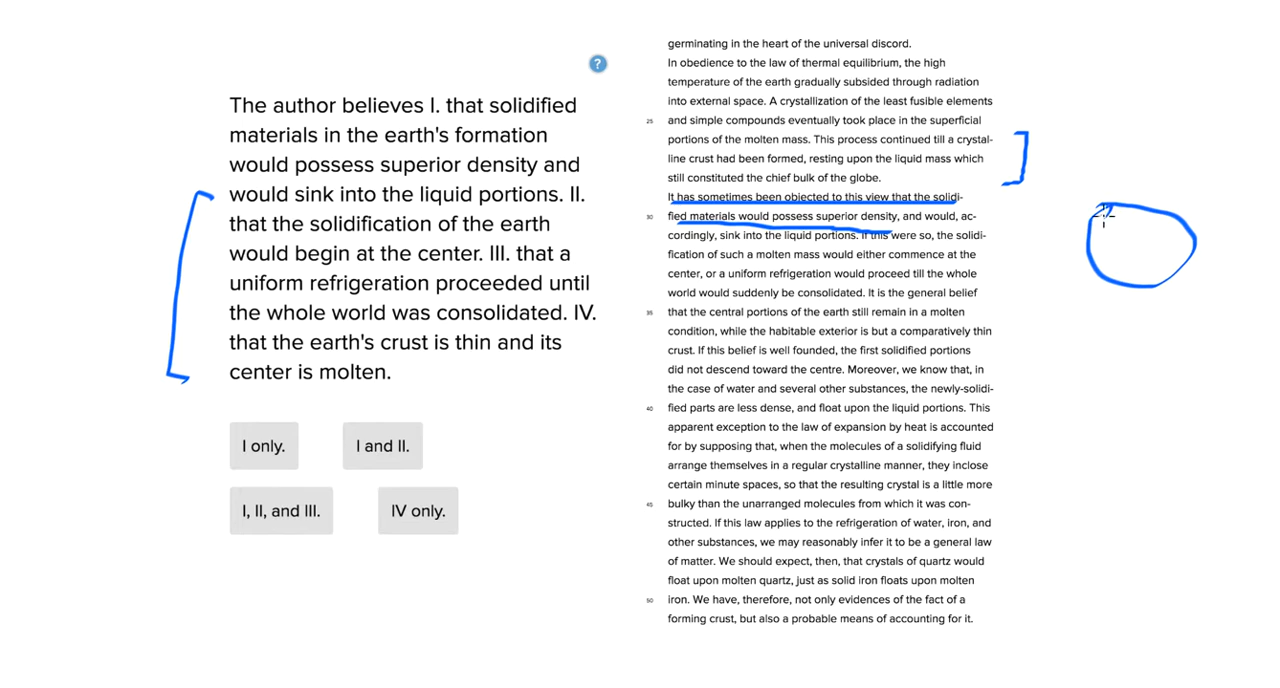 ?
The author believes I. that solidified
materials in the earth's formation
would possess superior density and
would sink into the liquid portions. II.
that the solidification of the earth
would begin at the center. III. that a
uniform refrigeration proceeded until
the whole world was consolidated. IV.
that the earth's crust is thin and its
center is molten.
I only.
I and II.
I, II, and III.
IV only.
germinating in the heart of the universal discord.
In obedience to the law of thermal equilibrium, the high
temperature of the earth gradually subsided through radiation
into external space. A crystallization of the least fusible elements
25 and simple compounds eventually took place in the superficial
portions of the molten mass. This process continued till a crystal-
line crust had been formed, resting upon the liquid mass which
still constituted the chief bulk of the globe.
It has sometimes been objected to this view that the solidi-
30 fied materials would possess superior density, and would, ac-
cordingly, sink into the liquid portions. If this were so, the solidi-
fication of such a molten mass would either commence at the
center, or a uniform refrigeration would proceed till the whole
world would suddenly be consolidated. It is the general belief
35 that the central portions of the earth still remain in a molten
condition, while the habitable exterior is but a comparatively thin
crust. If this belief is well founded, the first solidified portions
did not descend toward the centre. Moreover, we know that, in
the case of water and several other substances, the newly-solidi-
40 fied parts are less dense, and float upon the liquid portions. This
apparent exception to the law of expansion by heat is accounted
for by supposing that, when the molecules of a solidifying fluid
arrange themselves in a regular crystalline manner, they inclose
certain minute spaces, so that the resulting crystal is a little more
45 bulky than the unarranged molecules from which it was con-
structed. If this law applies to the refrigeration of water, iron, and
other substances, we may reasonably infer it to be a general law
of matter. We should expect, then, that crystals of quartz would
float upon molten quartz, just as solid iron floats upon molten
50 iron. We have, therefore, not only evidences of the fact of a
forming crust, but also a probable means of accounting for it.